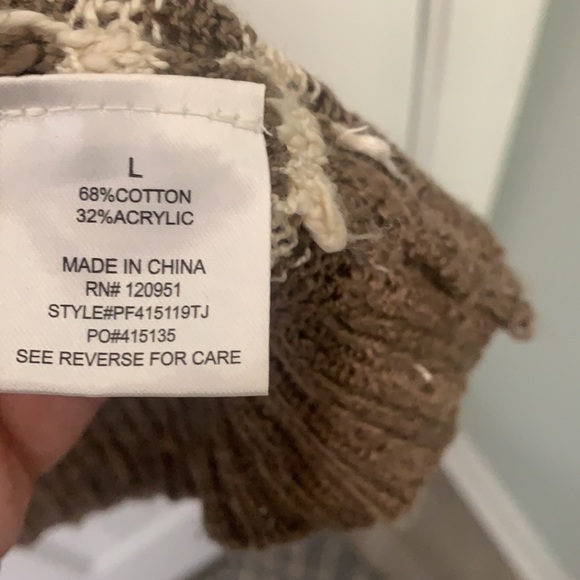 L
68%COTTON
32%ACRYLIC
MADE IN CHINA
RN# 120951
STYLE#PF415119TJ
PO#415135
SEE REVERSE FOR CARE